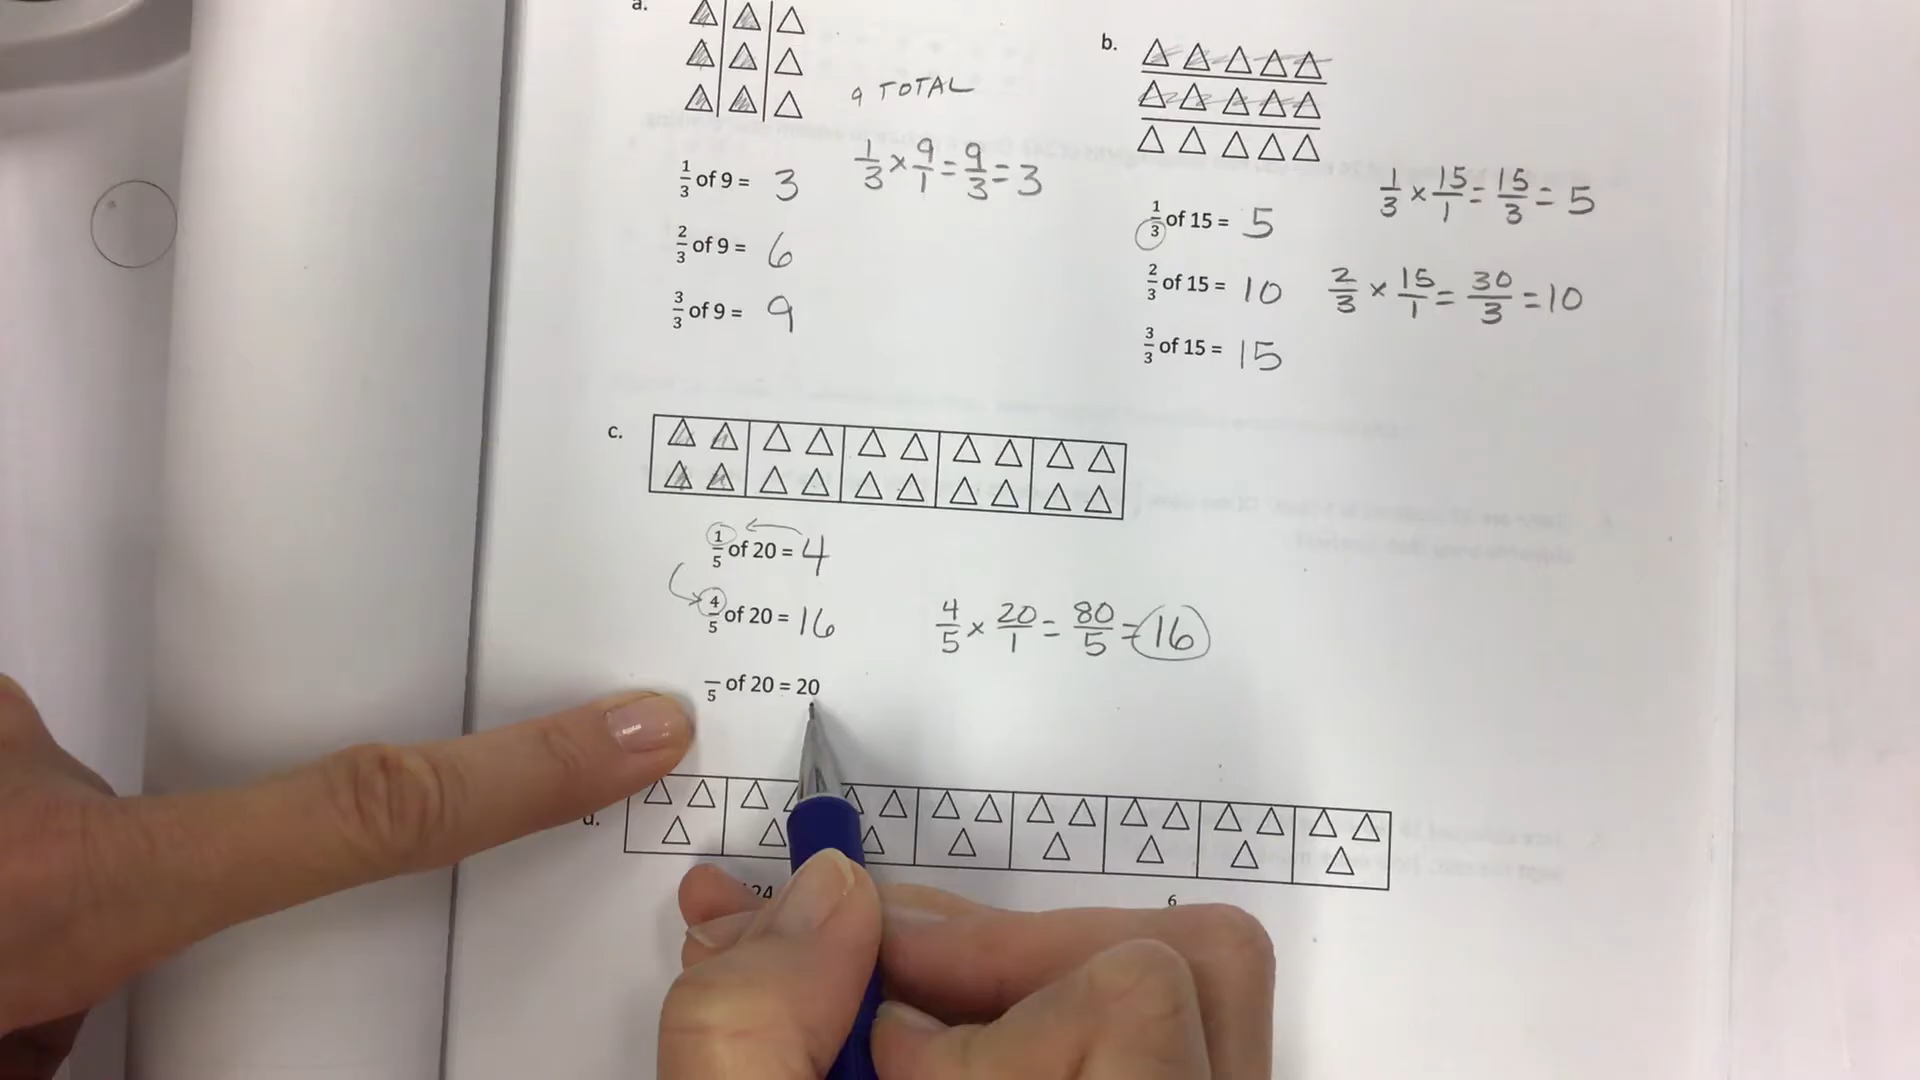 a.
9 TOTAL
1/3 of 9 = 3
1/3 × 9/1 = 9/3 = 3
2/3 of 9 = 6
3/3 of 9 = 9
b.
1/3 of 15 = 5
1/3 × 15/1 = 15/3 = 5
2/3 of 15 = 10
2/3 × 15/1 = 30/3 = 10
3/3 of 15 = 15
c.
1/5 of 20 = 4
4/5 of 20 = 16
4/5 × 20/1 = 80/5 = 16
_/5 of 20 = 20
d.
24
6